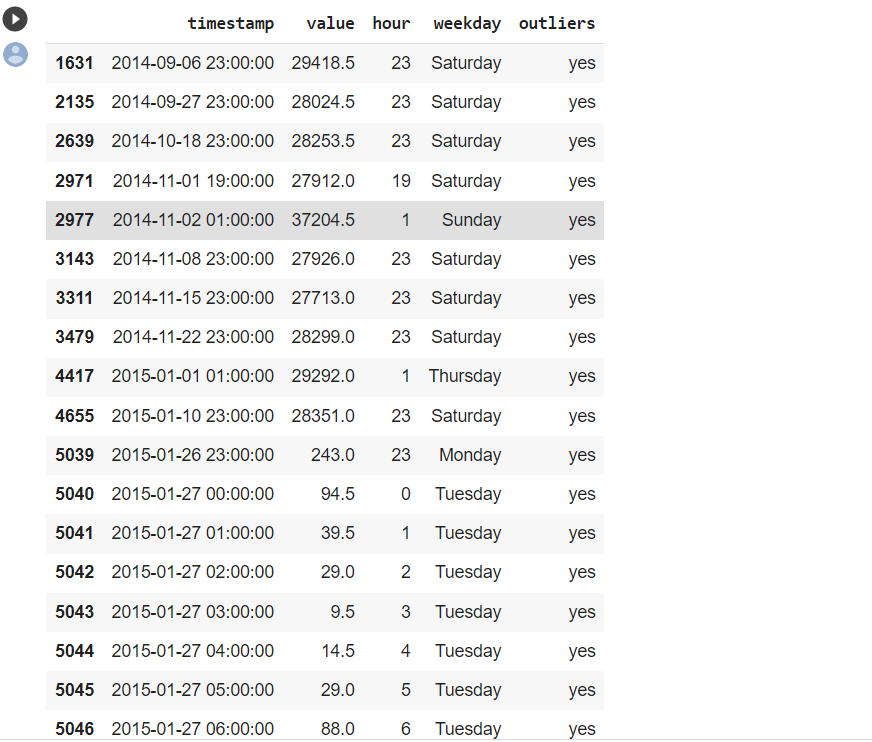 timestamp value hour weekday outliers
1631 2014-09-06 23:00:00 29418.5 23 Saturday yes
2135 2014-09-27 23:00:00 28024.5 23 Saturday yes
2639 2014-10-18 23:00:00 28253.5 23 Saturday yes
2971 2014-11-01 19:00:00 27912.0 19 Saturday yes
2977 2014-11-02 01:00:00 37204.5 1 Sunday yes
3143 2014-11-08 23:00:00 27926.0 23 Saturday yes
3311 2014-11-15 23:00:00 27713.0 23 Saturday yes
3479 2014-11-22 23:00:00 28299.0 23 Saturday yes
4417 2015-01-01 01:00:00 29292.0 1 Thursday yes
4655 2015-01-10 23:00:00 28351.0 23 Saturday yes
5039 2015-01-26 23:00:00 243.0 23 Monday yes
5040 2015-01-27 00:00:00 94.5 0 Tuesday yes
5041 2015-01-27 01:00:00 39.5 1 Tuesday yes
5042 2015-01-27 02:00:00 29.0 2 Tuesday yes
5043 2015-01-27 03:00:00 9.5 3 Tuesday yes
5044 2015-01-27 04:00:00 14.5 4 Tuesday yes
5045 2015-01-27 05:00:00 29.0 5 Tuesday yes
5046 2015-01-27 06:00:00 88.0 6 Tuesday yes